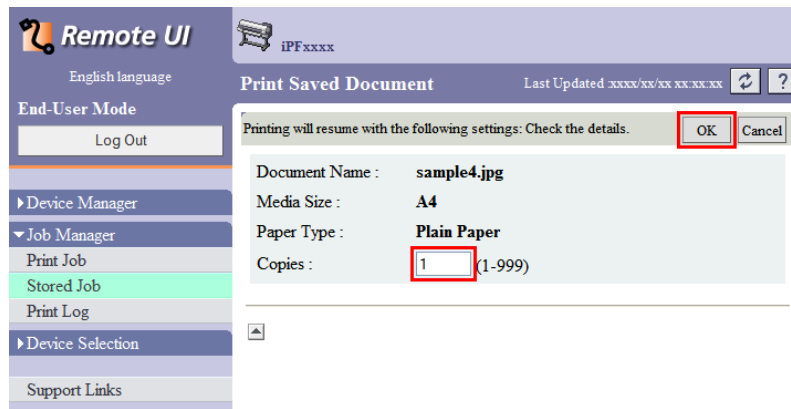 Remote UI
English language
End-User Mode
Log Out
▶Device Manager
▼Job Manager
Print Job
Stored Job
Print Log
▶Device Selection
Support Links
iPFxxxx
Print Saved Document Last Updated :xxxx/xx/xx xx:xx:xx ?
Printing will resume with the following settings: Check the details. OK Cancel
Document Name : sample4.jpg
Media Size : A4
Paper Type : Plain Paper
Copies : 1 (1-999)